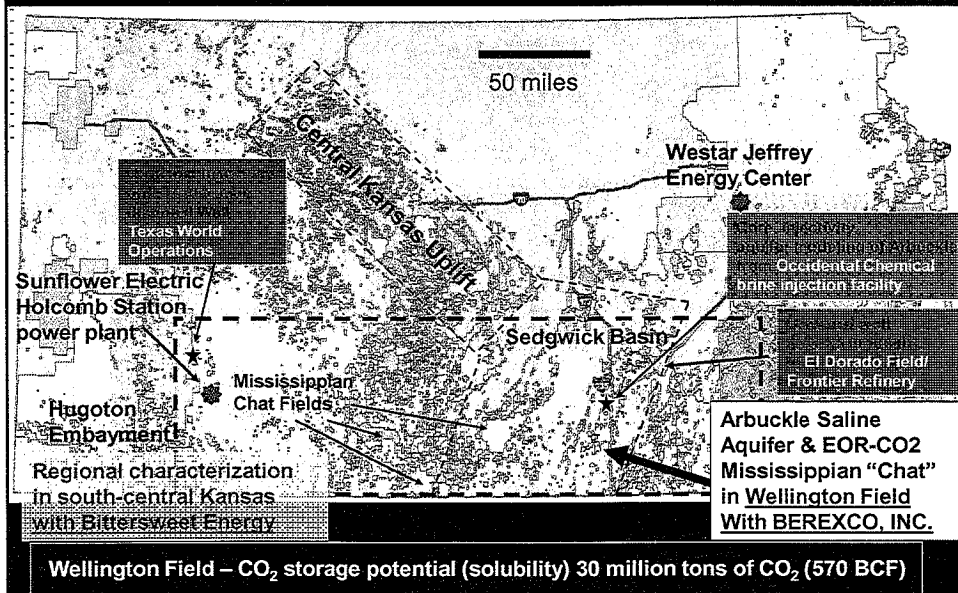 50 miles
Central Kansas Uplift
Westar Jeffrey
Energy Center
70
Texas World
Operations
Occidental Chemical
brine injection facility
Sunflower Electric
Holcomb Station
power plant
Sedgwick Basin
El Dorado Field/
Frontier Refinery
Mississippian
Chat Fields
Hugoton
Embayment
Arbuckle Saline
Aquifer & EOR-CO2
Mississippian “Chat”
in Wellington Field
With BEREXCO, INC.
Regional characterization
in south-central Kansas
with Bittersweet Energy
Wellington Field – CO₂ storage potential (solubility) 30 million tons of CO₂ (570 BCF)